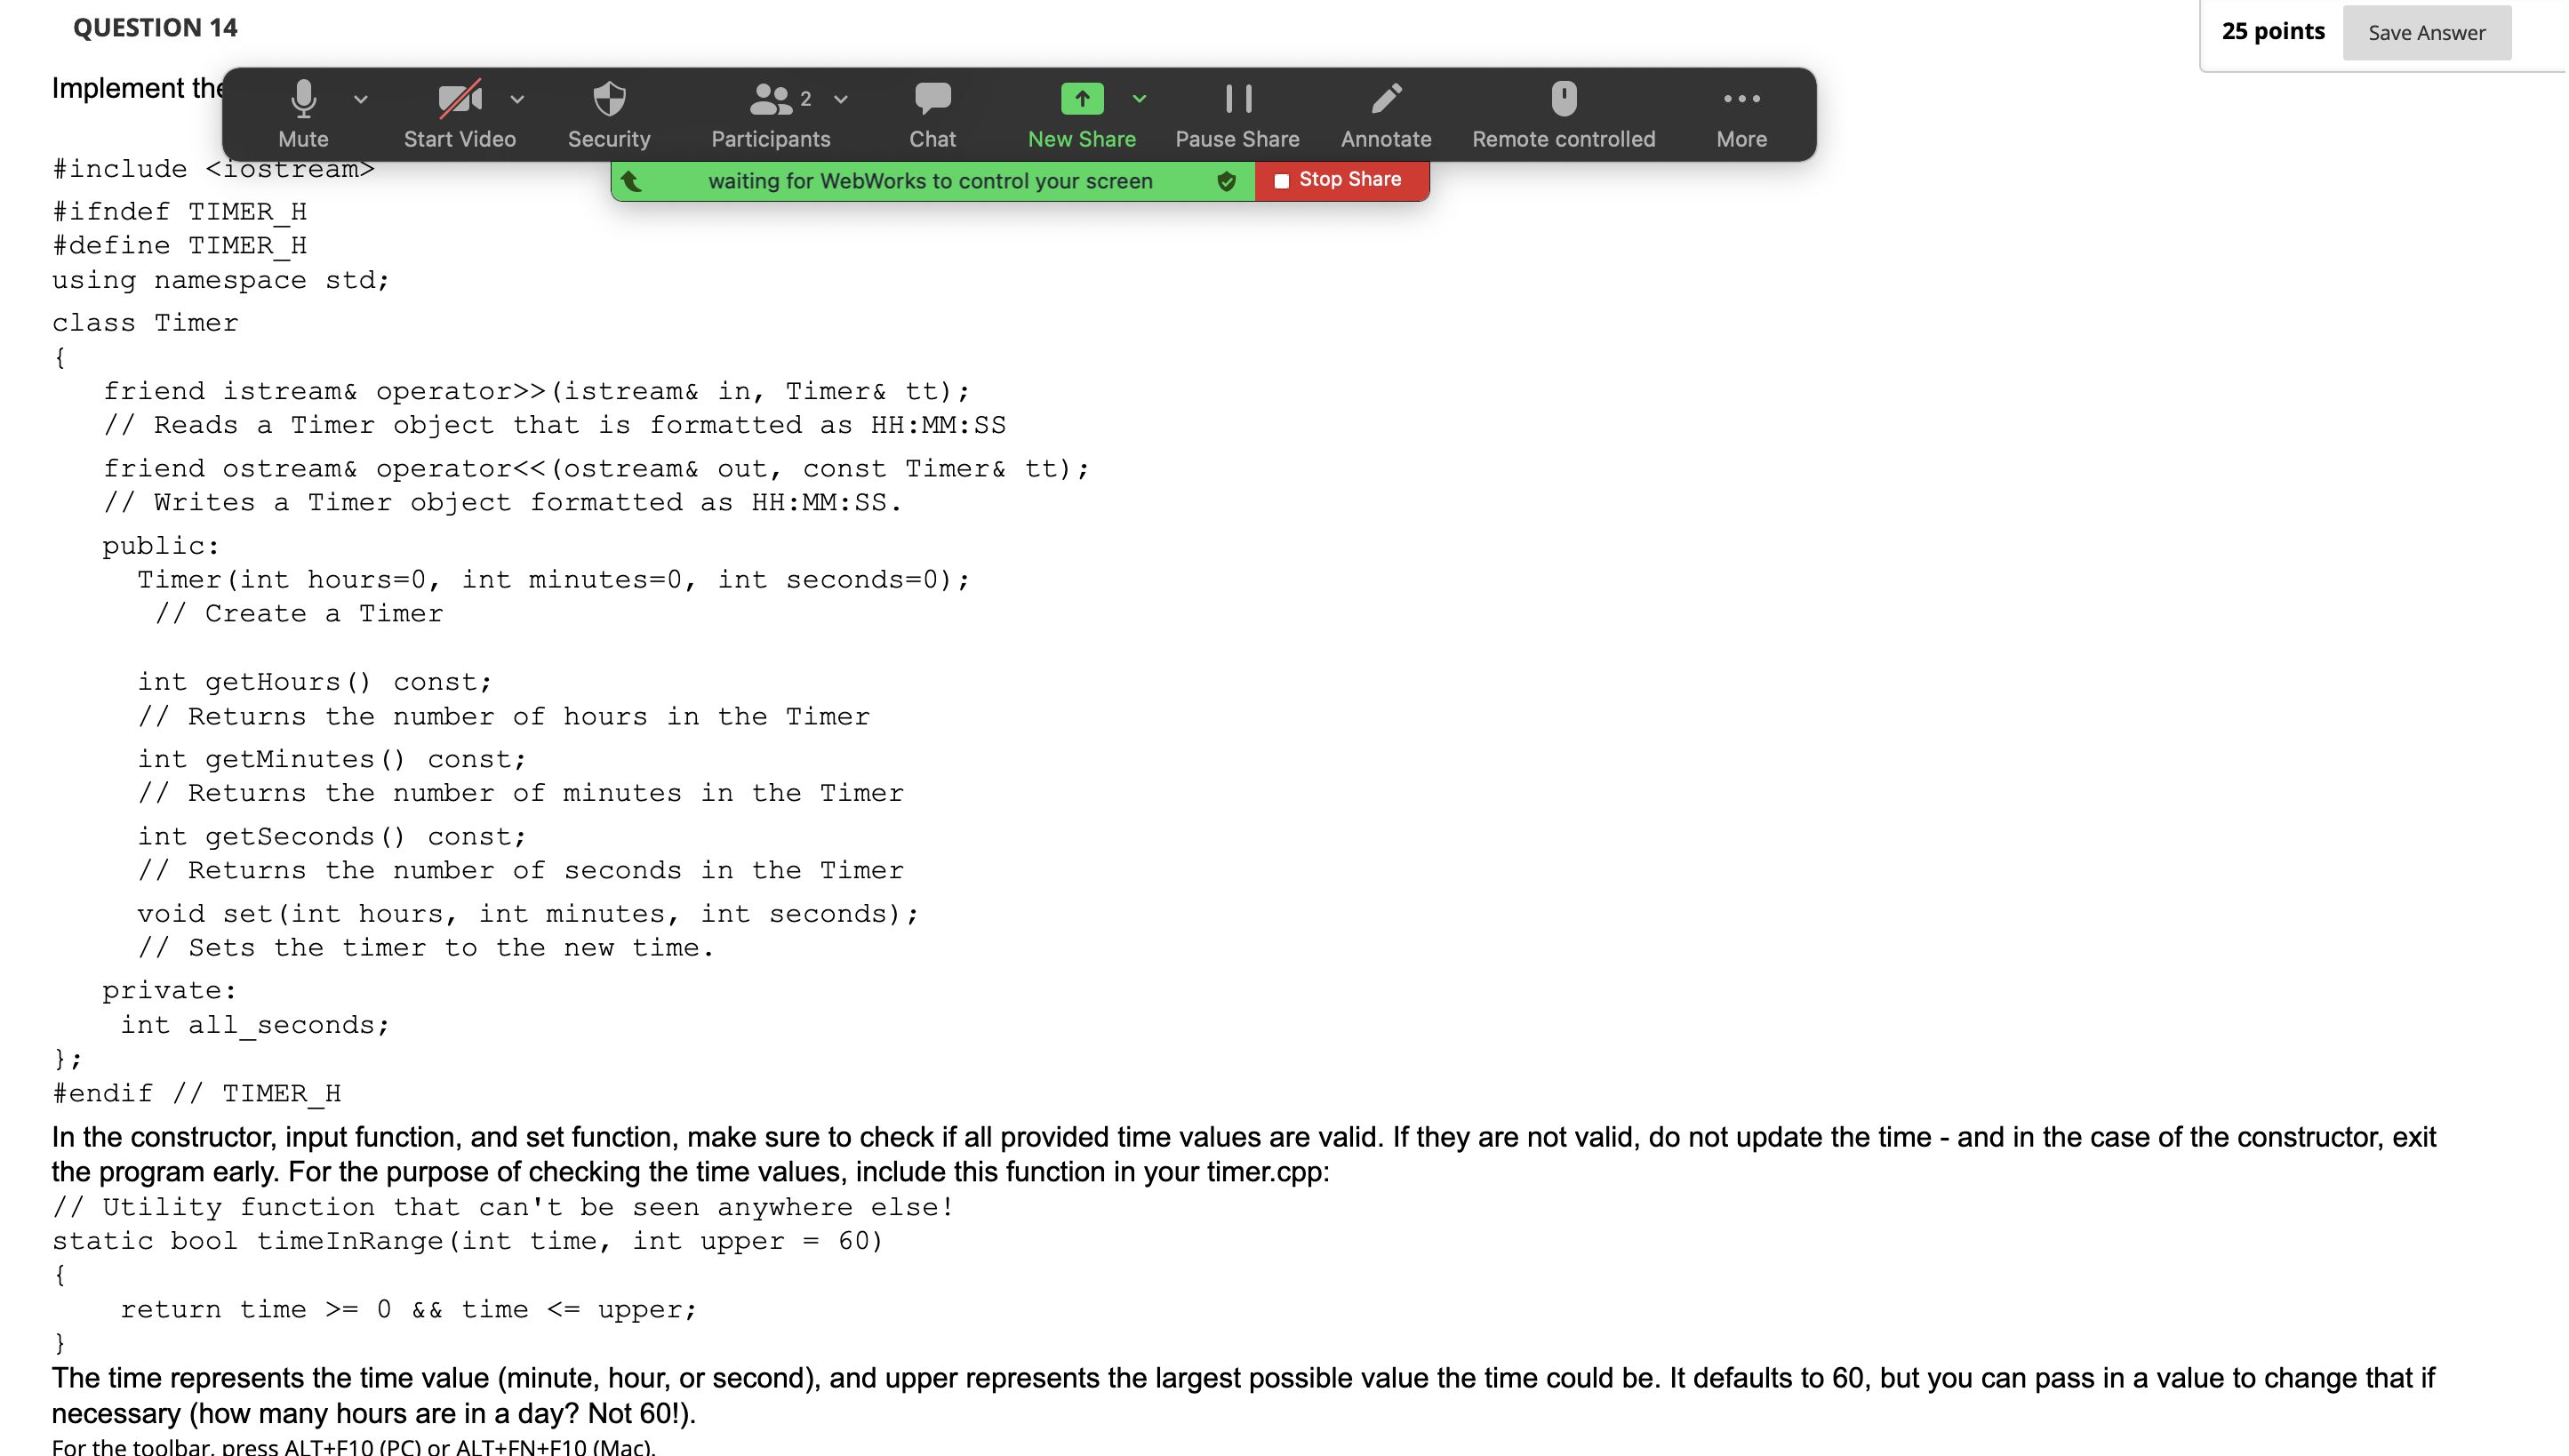 QUESTION 14
25 points
Save Answer
Implement the
Mute
Start Video
Security
2
Participants
Chat
New Share
Pause Share
Annotate
Remote controlled
More
waiting for WebWorks to control your screen
Stop Share
#include <iostream>
#ifndef TIMER_H
#define TIMER_H
using namespace std;
class Timer
{
friend istream& operator>>(istream& in, Timer& tt);
// Reads a Timer object that is formatted as HH:MM:SS
friend ostream& operator<<(ostream& out, const Timer& tt);
// Writes a Timer object formatted as HH:MM:SS.
public:
Timer(int hours=0, int minutes=0, int seconds=0);
// Create a Timer
int getHours() const;
// Returns the number of hours in the Timer
int getMinutes() const;
// Returns the number of minutes in the Timer
int getSeconds() const;
// Returns the number of seconds in the Timer
void set(int hours, int minutes, int seconds);
// Sets the timer to the new time.
private:
int all_seconds;
};
#endif // TIMER_H
In the constructor, input function, and set function, make sure to check if all provided time values are valid. If they are not valid, do not update the time - and in the case of the constructor, exit
the program early. For the purpose of checking the time values, include this function in your timer.cpp:
// Utility function that can't be seen anywhere else!
static bool timeInRange(int time, int upper = 60)
{
return time >= 0 && time <= upper;
}
The time represents the time value (minute, hour, or second), and upper represents the largest possible value the time could be. It defaults to 60, but you can pass in a value to change that if
necessary (how many hours are in a day? Not 60!).
For the toolbar, press ALT+F10 (PC) or ALT+FN+F10 (Mac).